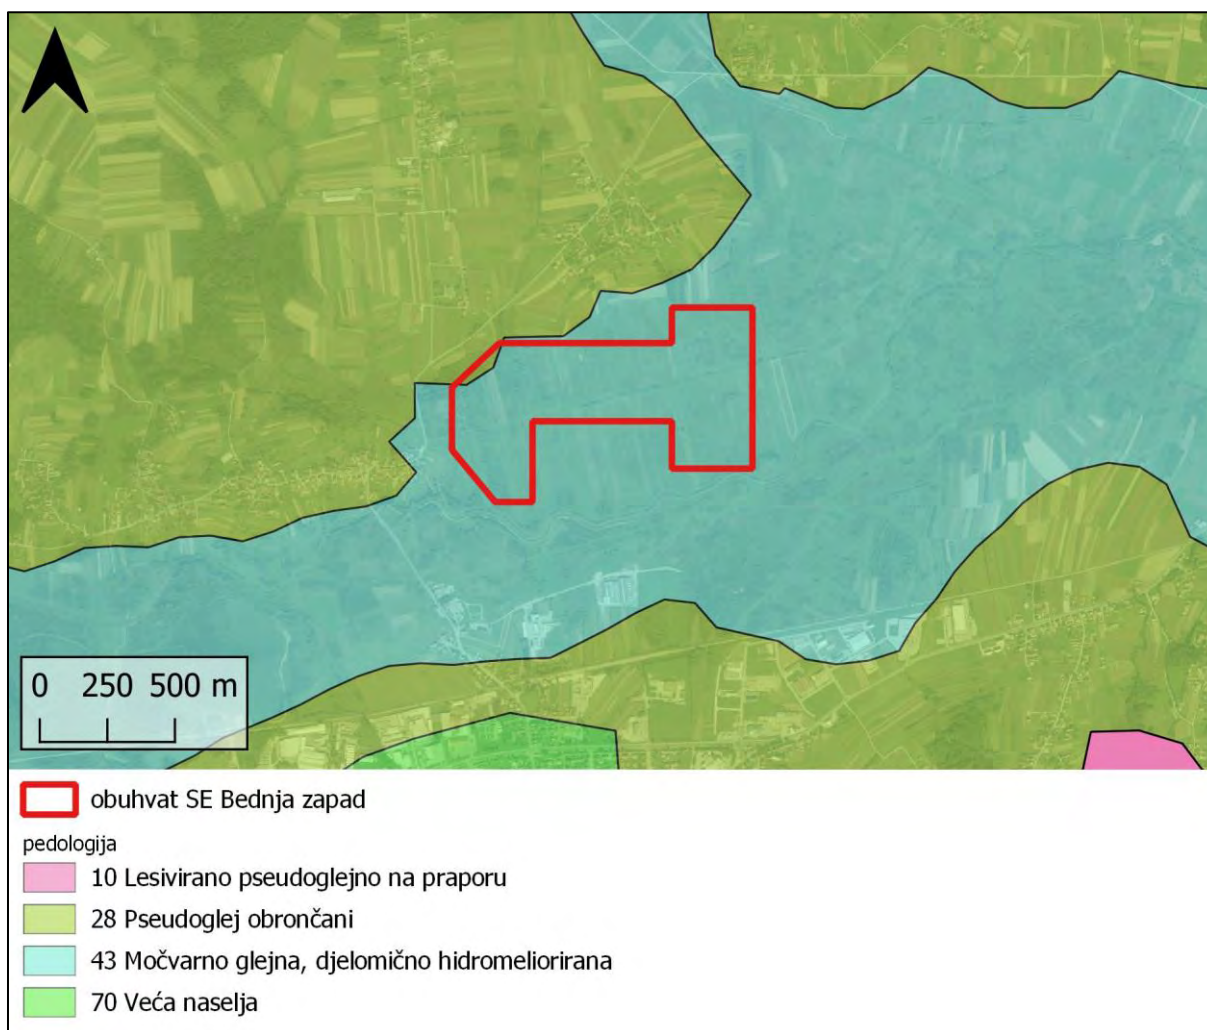 0 250 500 m
obuhvat SE Bednja zapad
pedologija
10 Lesivirano pseudoglejno na praporu
28 Pseudoglej obrončani
43 Močvarno glejna, djelomično hidromeliorirana
70 Veća naselja